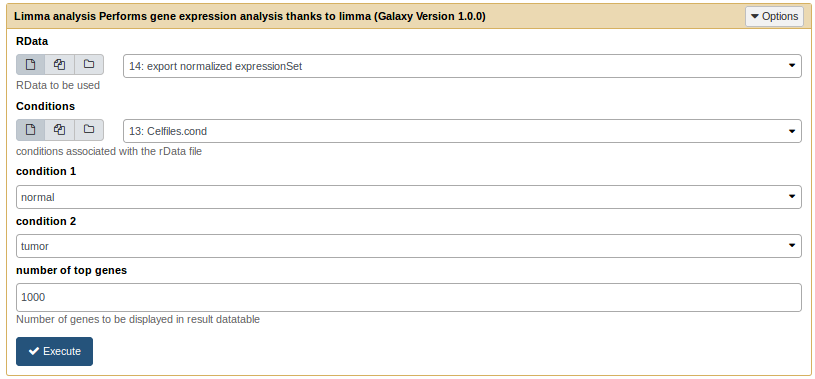 Limma analysis Performs gene expression analysis thanks to limma (Galaxy Version 1.0.0)
Options
RData
14: export normalized expressionSet
RData to be used
Conditions
13: Celfiles.cond
conditions associated with the rData file
condition 1
normal
condition 2
tumor
number of top genes
1000
Number of genes to be displayed in result datatable
Execute